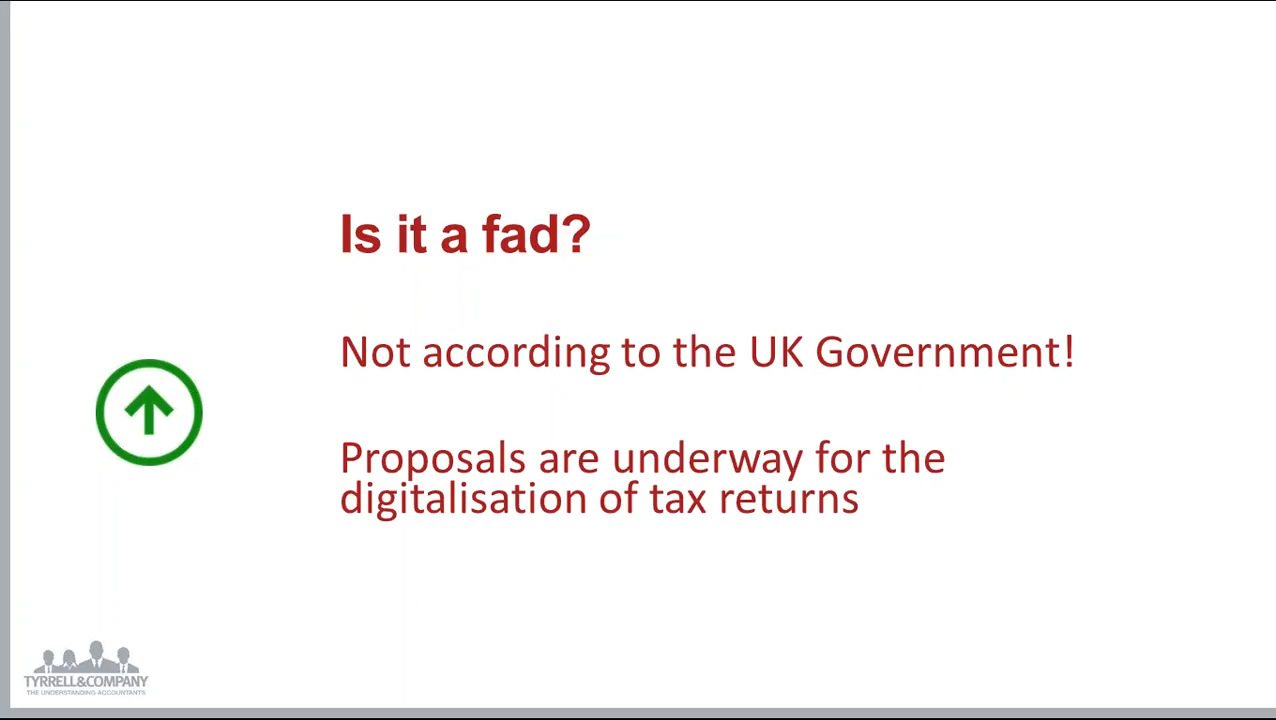 Is it a fad?
Not according to the UK Government!
Proposals are underway for the
digitalisation of tax returns
TYRRELL&COMPANY
THE UNDERSTANDING ACCOUNTANTS